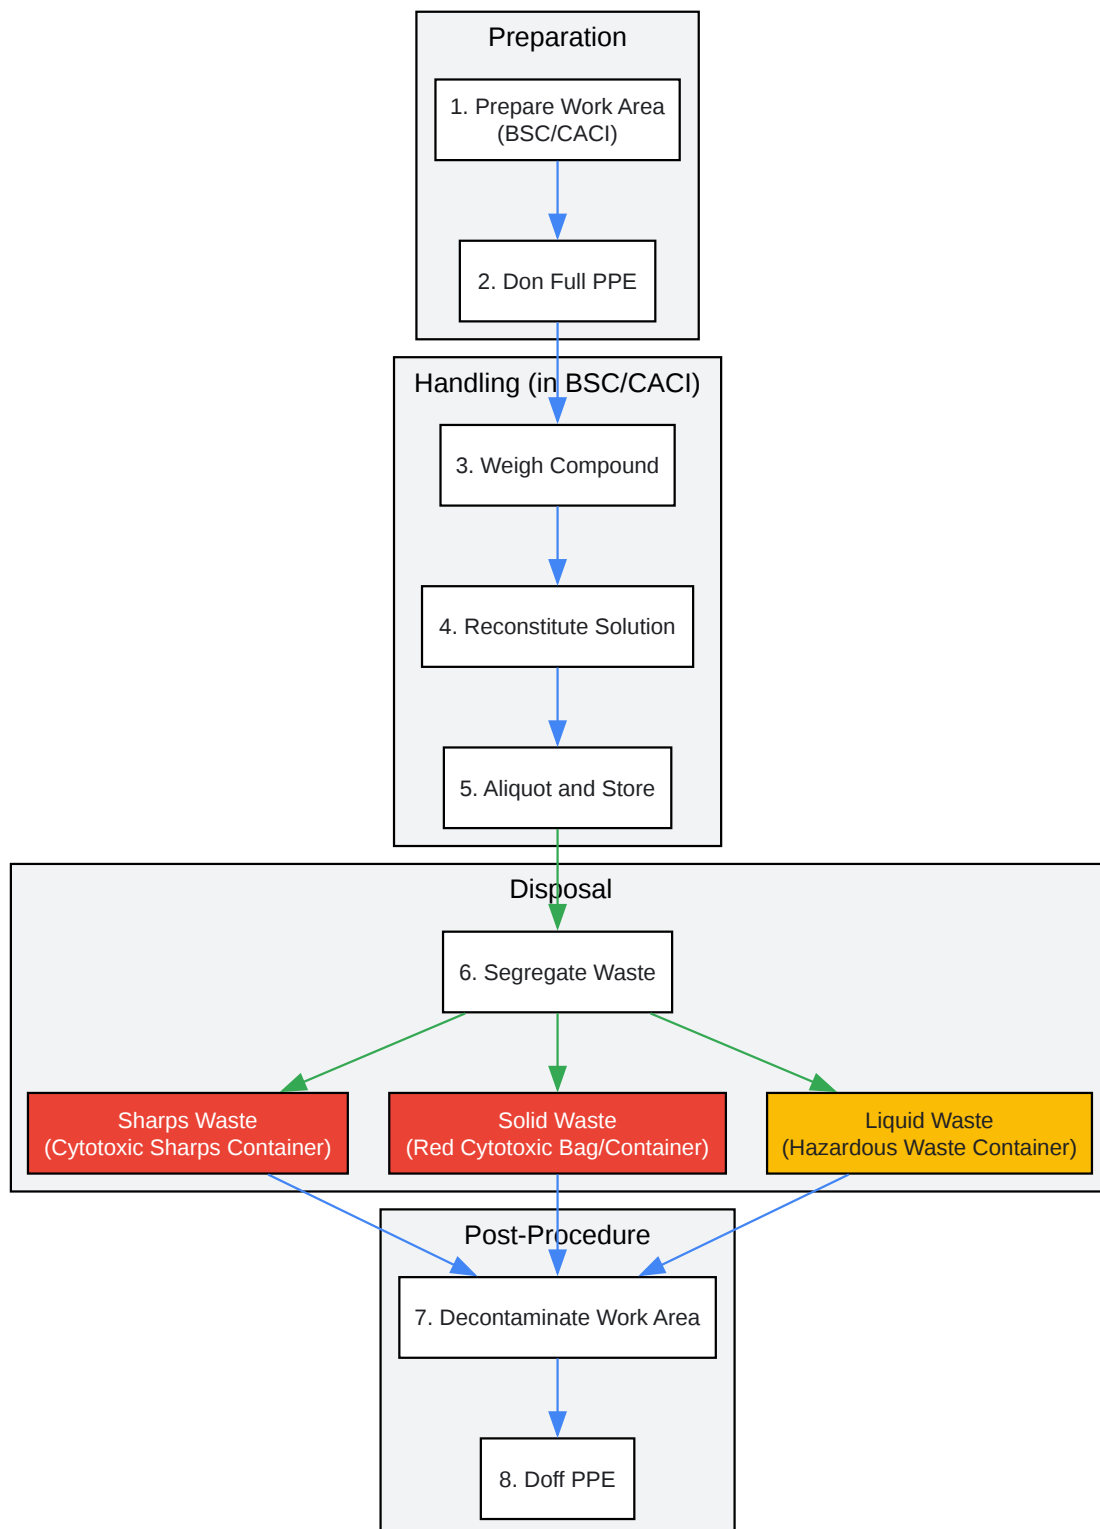 Preparation
1. Prepare Work Area
(BSC/CACI)
2. Don Full PPE
Handling (in BSC/CACI)
3. Weigh Compound
4. Reconstitute Solution
5. Aliquot and Store
Disposal
6. Segregate Waste
Sharps Waste
(Cytotoxic Sharps Container)
Solid Waste
(Red Cytotoxic Bag/Container)
Liquid Waste
(Hazardous Waste Container)
Post-Procedure
7. Decontaminate Work Area
8. Doff PPE